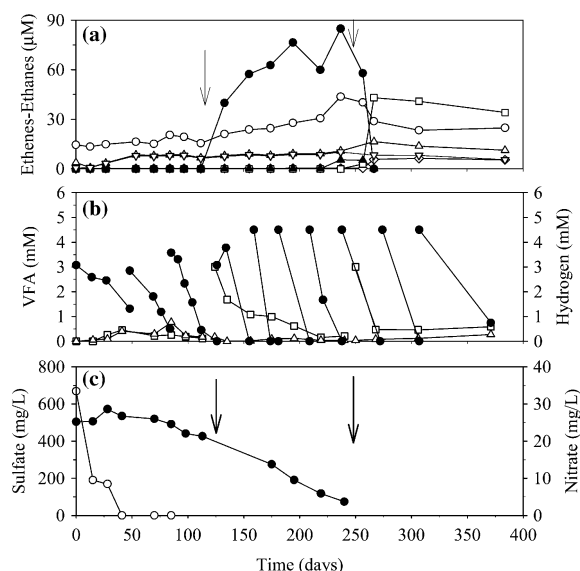 (a)
Ethenes-Ethanes (μM)
90
60
30
0
(b)
VFA (mM)
6
5
4
3
2
1
0
Hydrogen (mM)
6
5
4
3
2
1
0
(c)
Sulfate (mg/L)
800
600
400
200
0
Nitrate (mg/L)
40
30
20
10
0
0 50 100 150 200 250 300 350 400
Time (days)